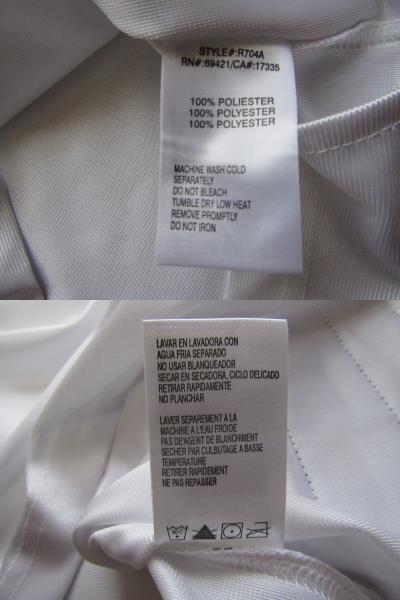 STYLE#:R704A
RN#:69421/CA#:17335
100% POLIESTER
100% POLYESTER
100% POLYESTER
MACHINE WASH COLD
SEPARATELY
DO NOT BLEACH
TUMBLE DRY LOW HEAT
REMOVE PROMPTLY
DO NOT IRON
LAVAR EN LAVADORA CON
AGUA FRIA SEPARADO
NO USAR BLANQUEADOR
SECAR EN SECADORA, CICLO DELICADO
RETIRAR RAPIDAMENTE
NO PLANCHAR
LAVER SEPAREMENT A LA
MACHINE A L'EAU FROIDE
PAS D'AGENT DE BLANCHIMENT
SECHER PAR CULBUTAGE A BASSE
TEMPERATURE
RETIRER RAPIDEMENT
NE PAS REPASSER